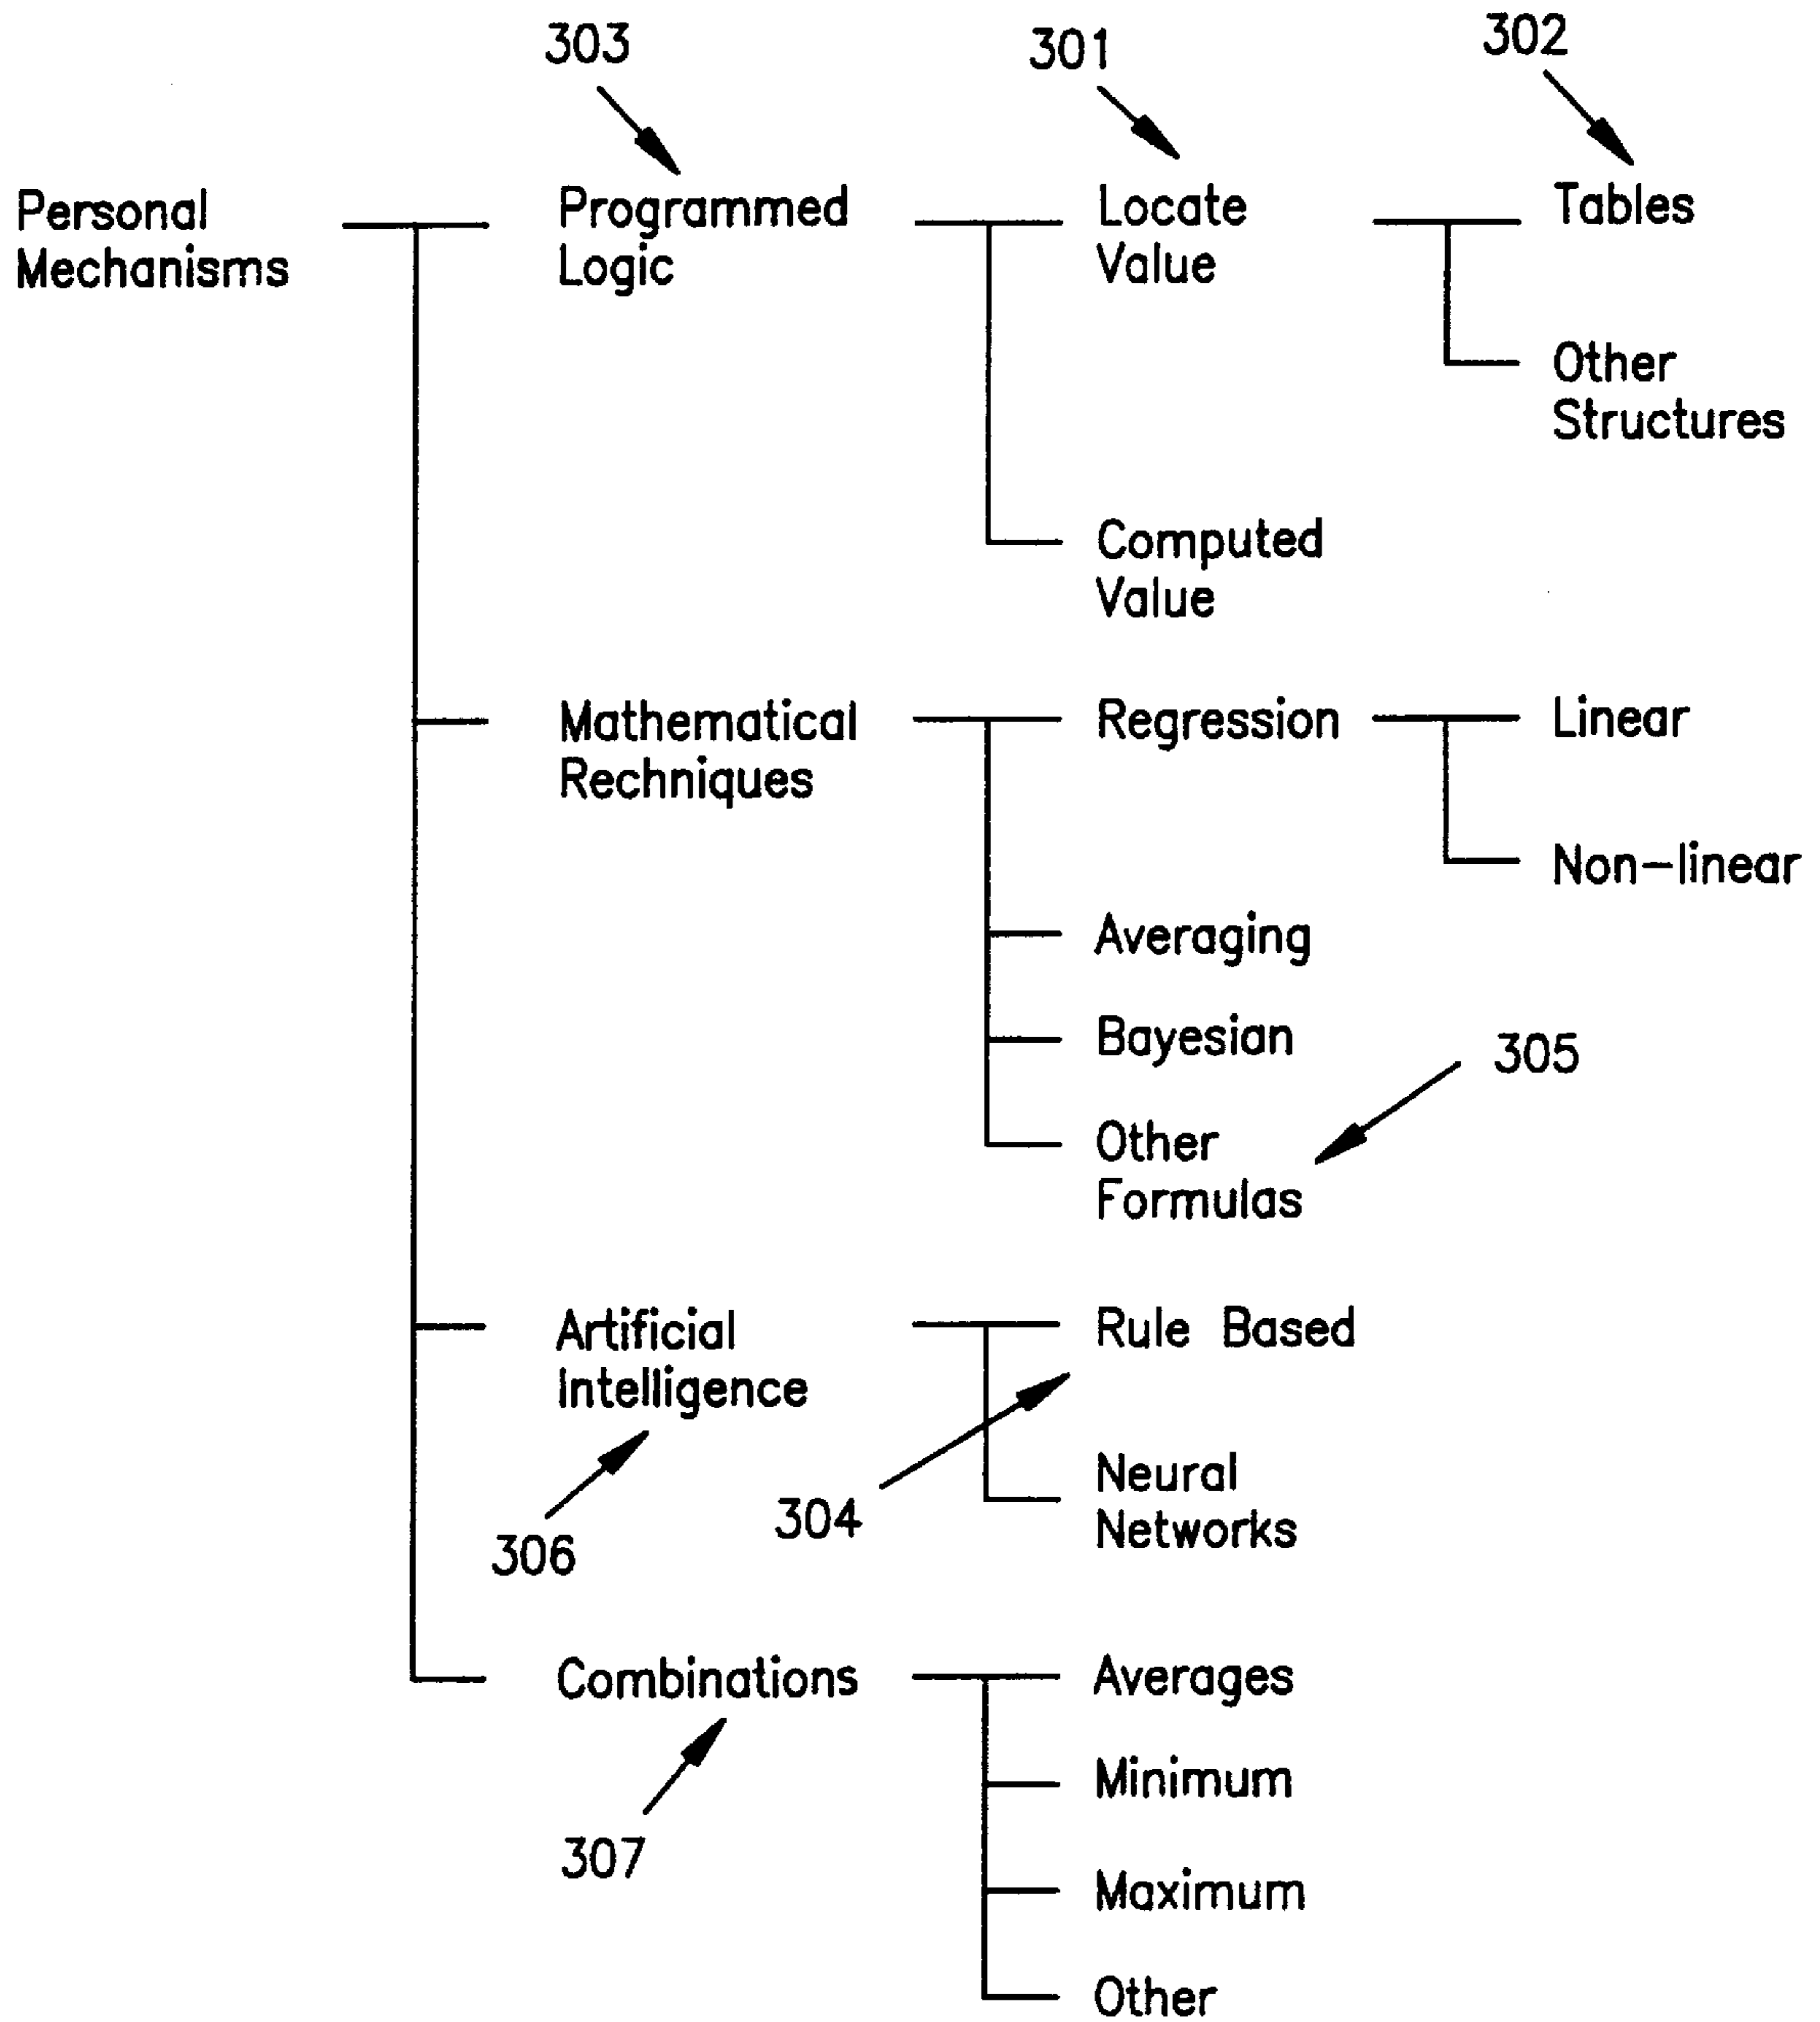 303
301
302
Personal
Mechanisms
Programmed
Logic
Locate
Value
Tables
Other
Structures
Computed
Value
Mathematical
Rechniques
Regression
Linear
Non-linear
Averaging
Bayesian
305
Other
Formulas
Artificial
Intelligence
Rule Based
304
306
Neural
Networks
Combinations
307
Averages
Minimum
Maximum
Other